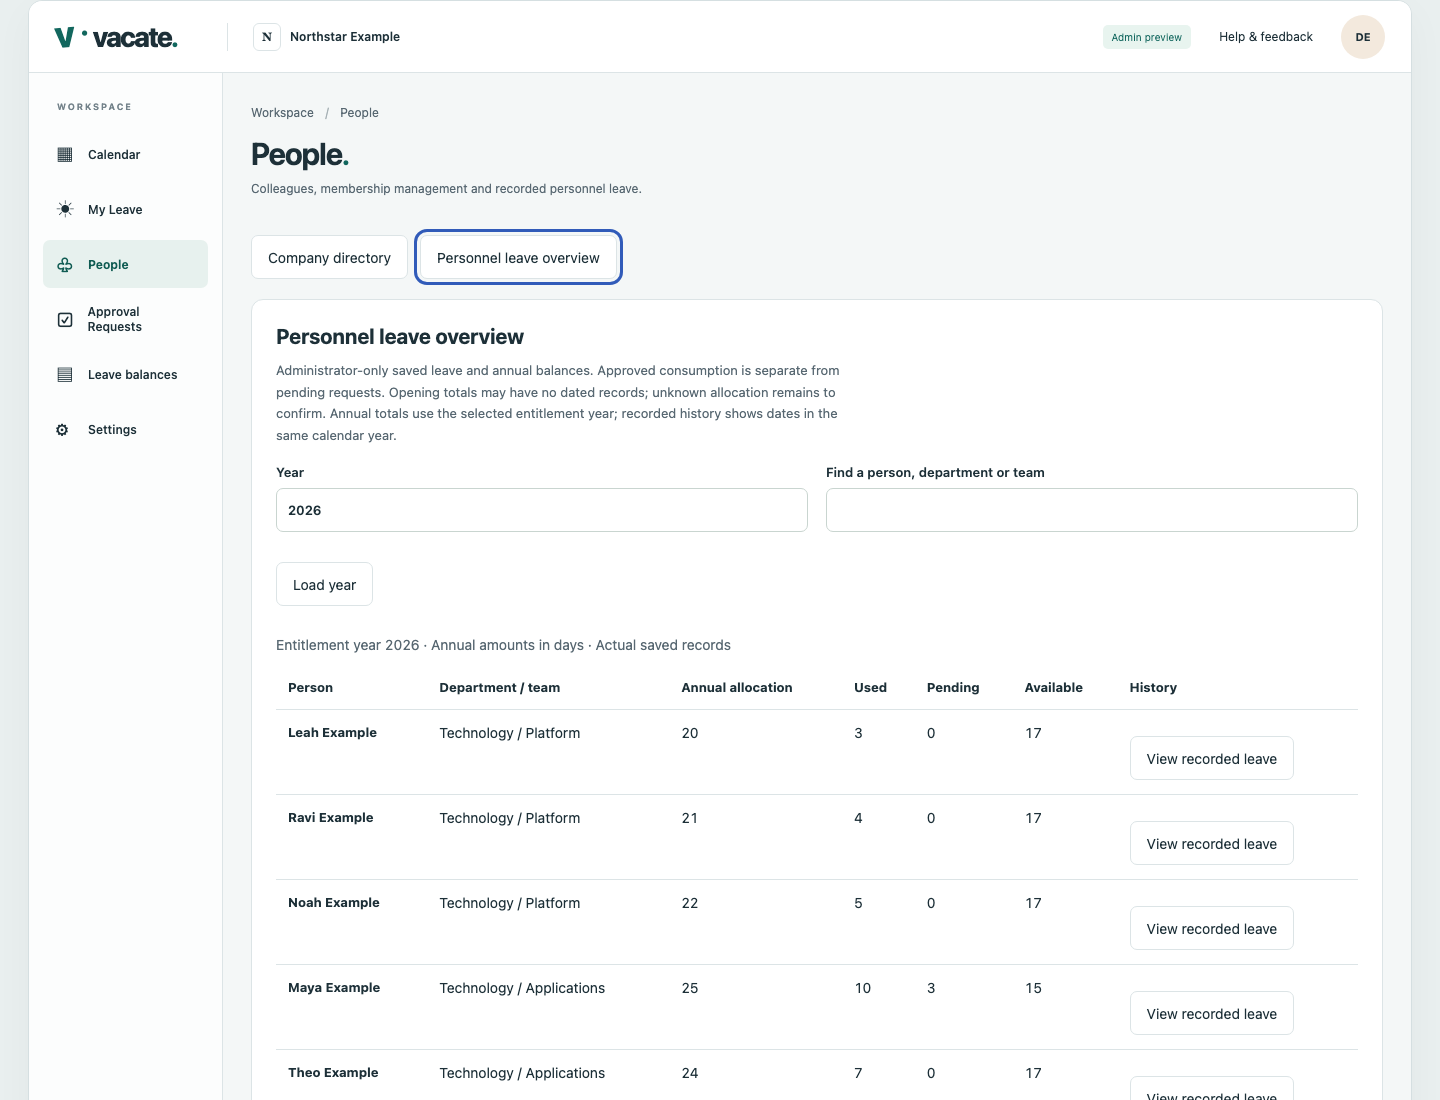 vacate.
N
Northstar Example
Admin preview
Help & feedback
DE
WORKSPACE
Calendar
My Leave
People
Approval
Requests
Leave balances
Settings
Workspace / People
People.
Colleagues, membership management and recorded personnel leave.
Company directory
Personnel leave overview
Personnel leave overview
Administrator-only saved leave and annual balances. Approved consumption is separate from
pending requests. Opening totals may have no dated records; unknown allocation remains to
confirm. Annual totals use the selected entitlement year; recorded history shows dates in the
same calendar year.
Year
2026
Find a person, department or team
Load year
Entitlement year 2026 · Annual amounts in days · Actual saved records
Person Department / team Annual allocation Used Pending Available History
Leah Example Technology / Platform 20 3 0 17
View recorded leave
Ravi Example Technology / Platform 21 4 0 17
View recorded leave
Noah Example Technology / Platform 22 5 0 17
View recorded leave
Maya Example Technology / Applications 25 10 3 15
View recorded leave
Theo Example Technology / Applications 24 7 0 17
View recorded leave